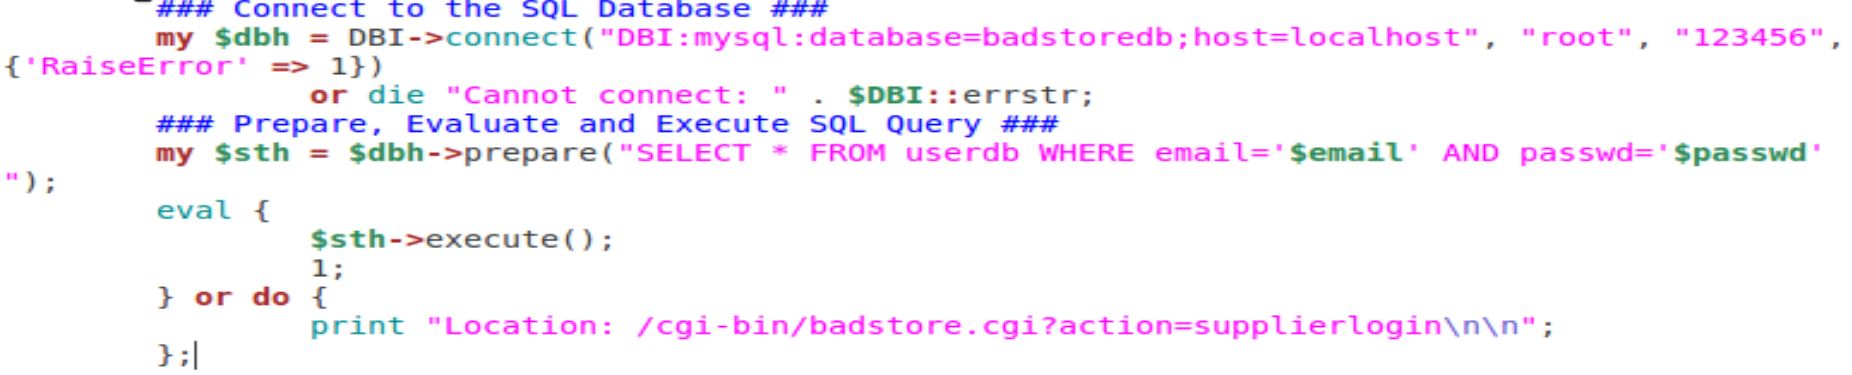 ### Connect to the SQL Database ###
my $dbh = DBI->connect("DBI:mysql:database=badstoredb;host=localhost", "root", "123456",
{'RaiseError' => 1})
or die "Cannot connect: " . $DBI::errstr;
### Prepare, Evaluate and Execute SQL Query ###
my $sth = $dbh->prepare("SELECT * FROM userdb WHERE email='$email' AND passwd='$passwd'
");
eval {
$sth->execute();
1;
} or do {
print "Location: /cgi-bin/badstore.cgi?action=supplierlogin\n\n";
};